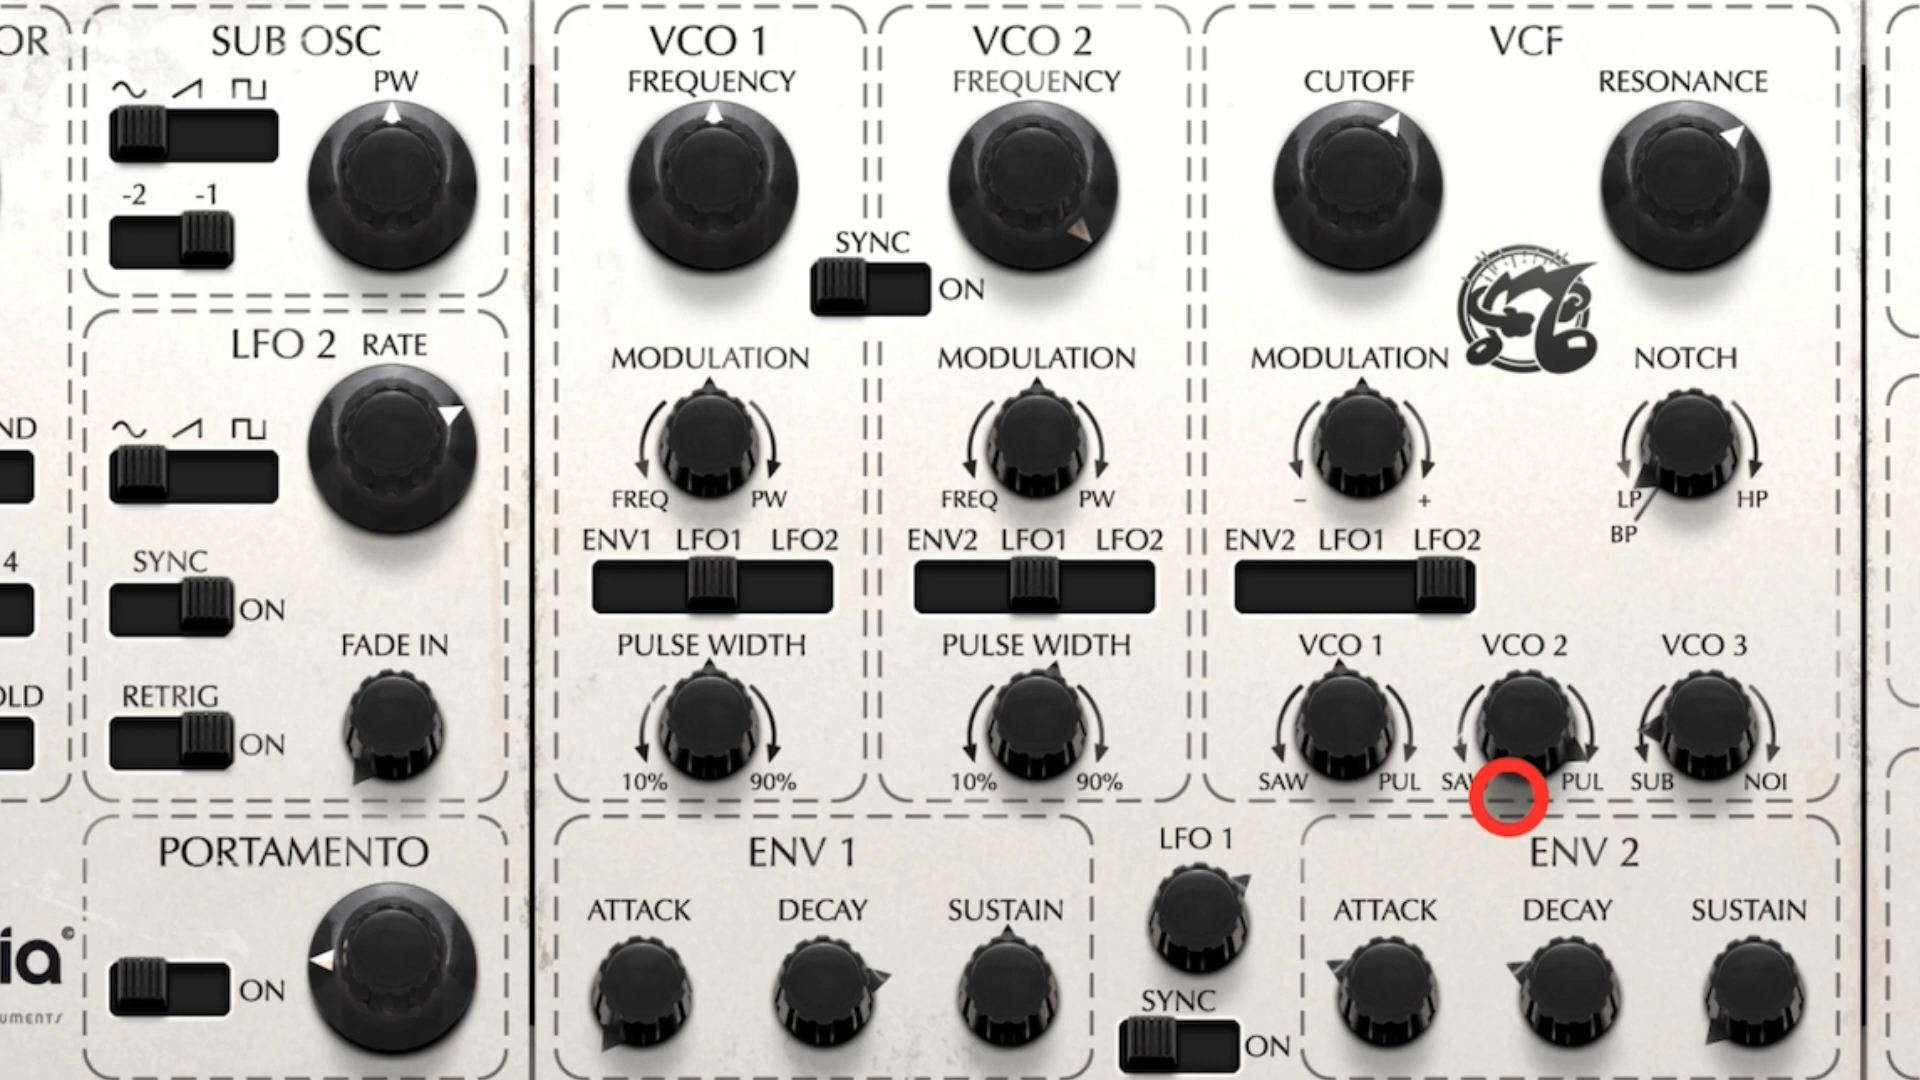 OR
SUB OSC
PW
-2 -1
LFO 2 RATE
ND
SYNC
ON
4
FADE IN
OLD
RETRIG
ON
PORTAMENTO
ON
ia©
UMENTS
VCO 1
FREQUENCY
VCO 2
FREQUENCY
SYNC
ON
MODULATION
FREQ PW
ENV1 LFO1 LFO2
PULSE WIDTH
10% 90%
MODULATION
FREQ PW
ENV2 LFO1 LFO2
PULSE WIDTH
10% 90%
VCF
CUTOFF RESONANCE
MODULATION
- +
NOTCH
LP HP
BP
ENV2 LFO1 LFO2
VCO 1 VCO 2 VCO 3
SAW PUL SAW PUL SUB NOI
ENV 1
ATTACK DECAY SUSTAIN
LFO 1
SYNC
ON
ENV 2
ATTACK DECAY SUSTAIN